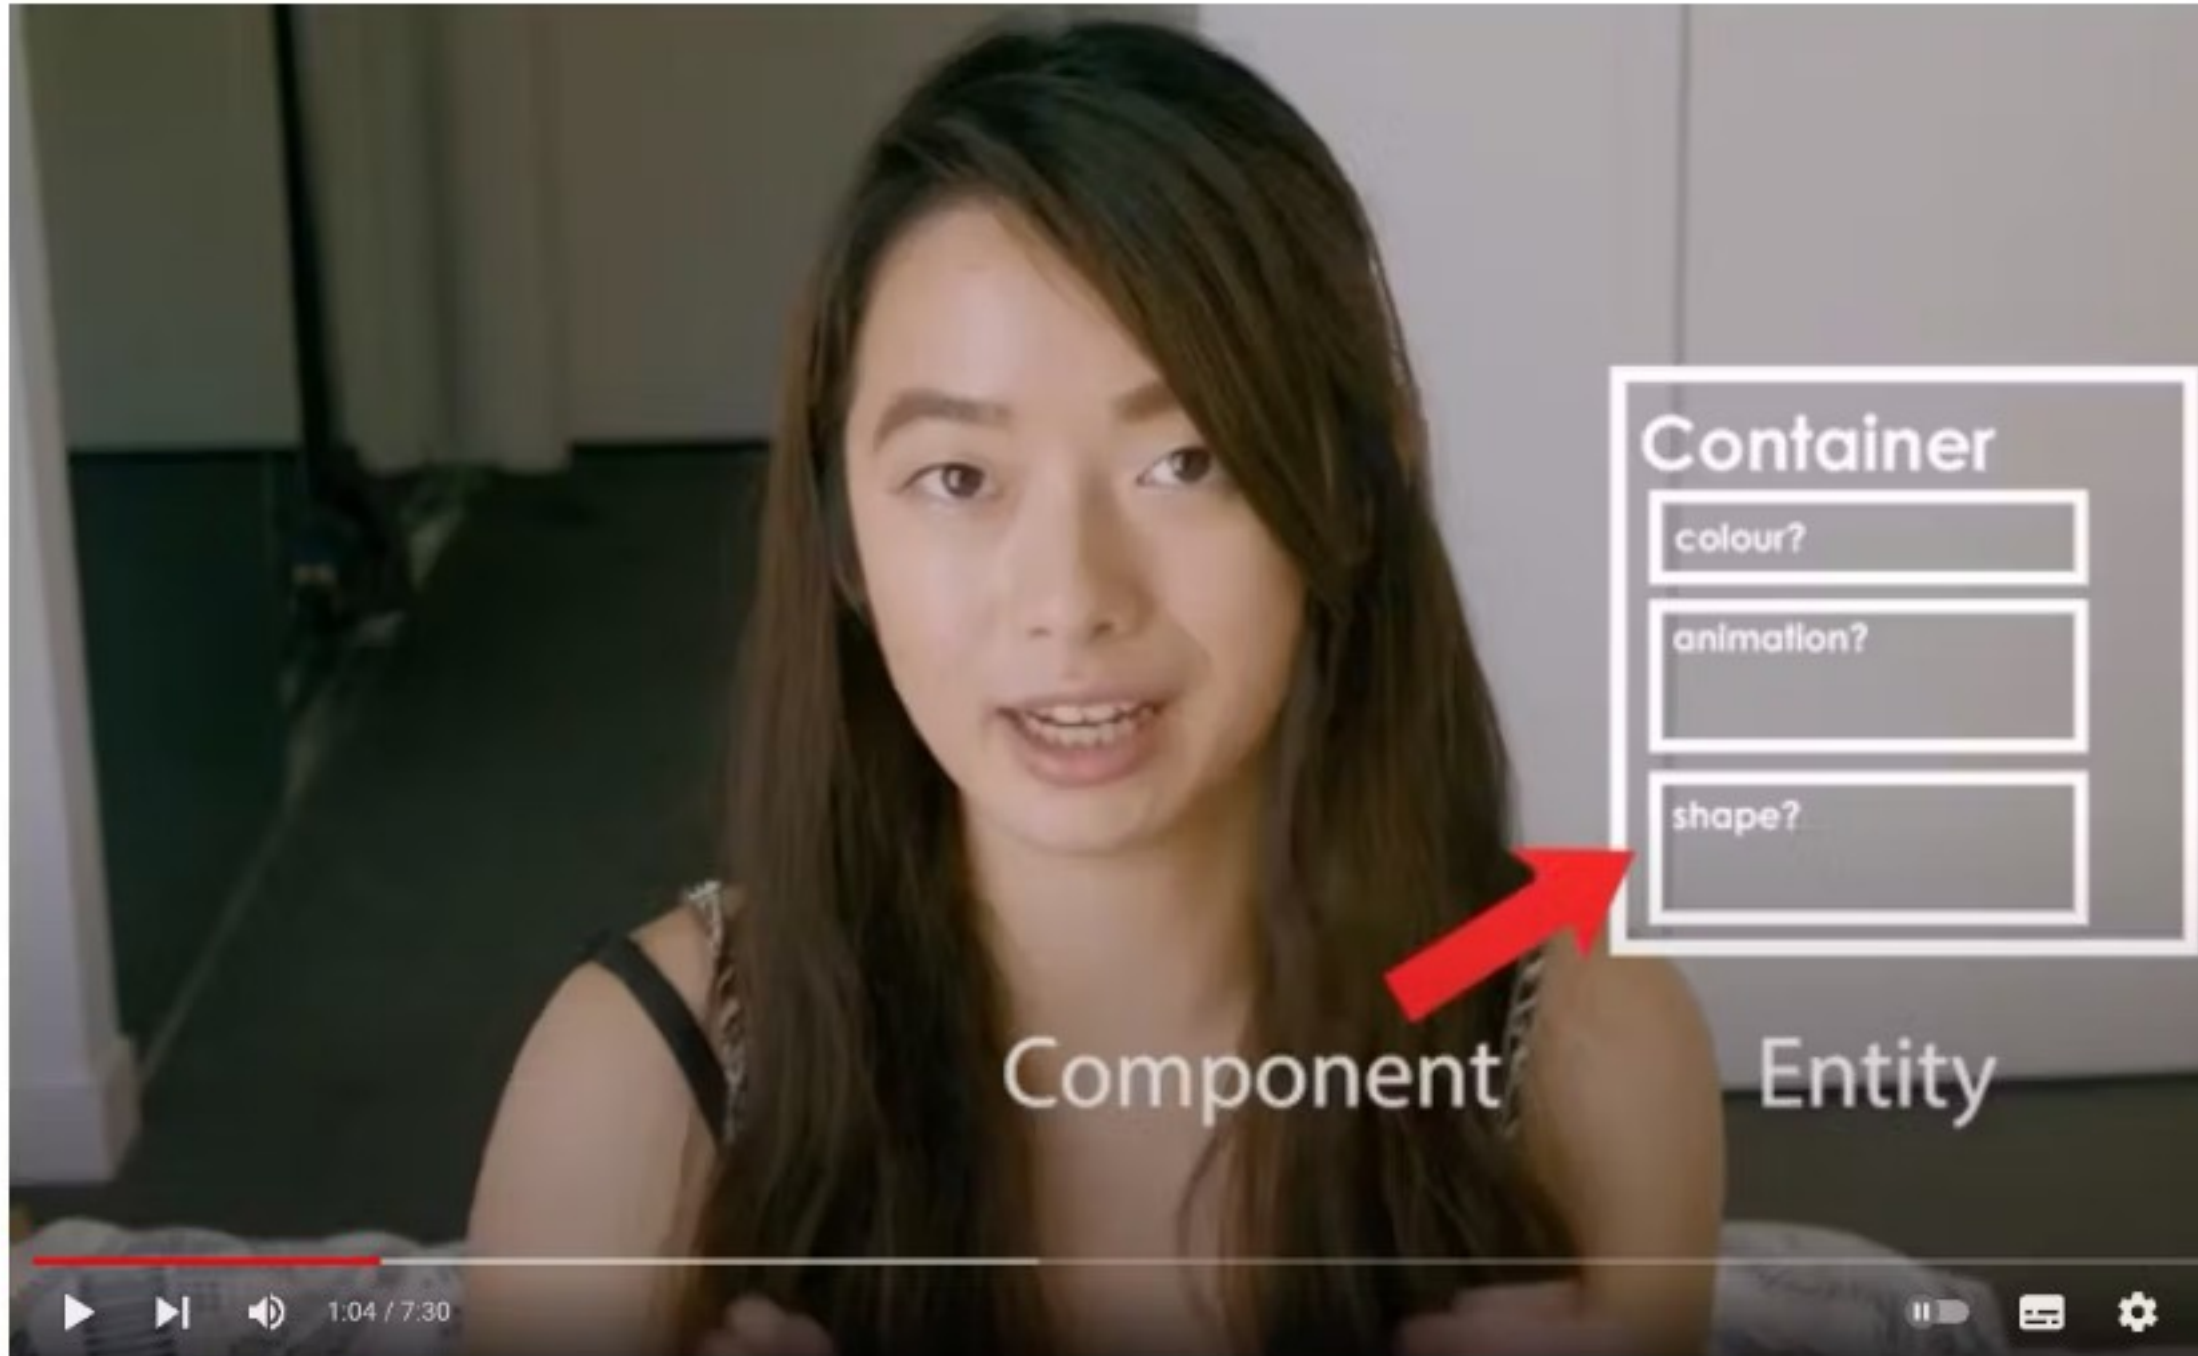 Container
colour?
animation?
shape?
Component
Entity
1:04 / 7:30